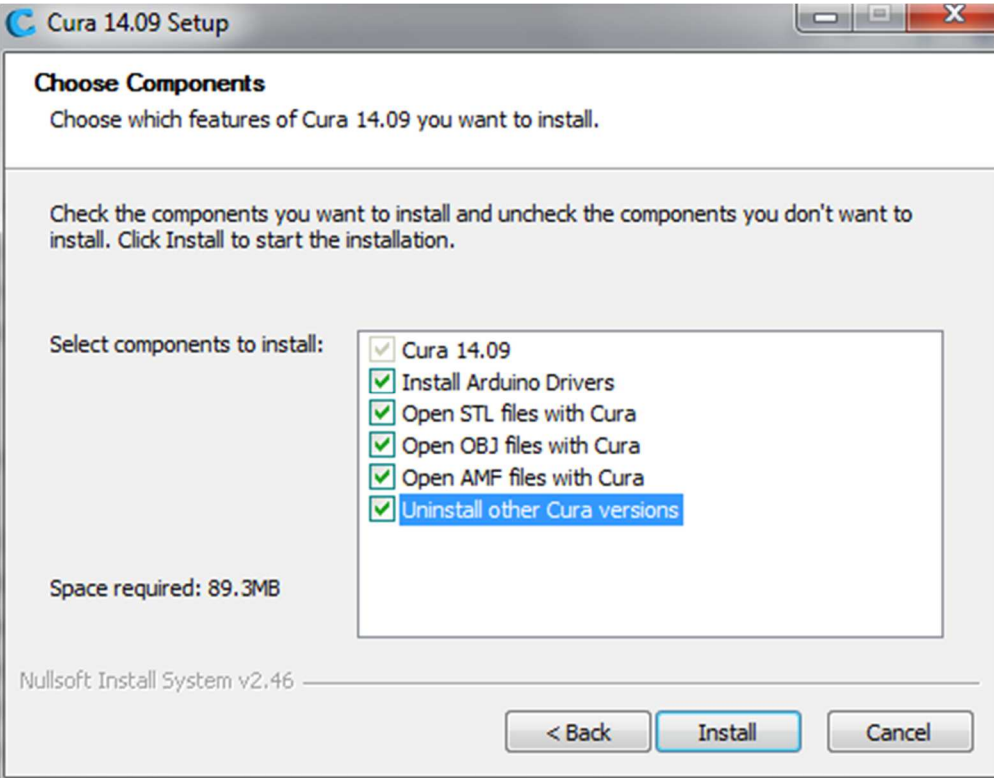 Cura 14.09 Setup
Choose Components
Choose which features of Cura 14.09 you want to install.
Check the components you want to install and uncheck the components you don't want to
install. Click Install to start the installation.
Select components to install:
Cura 14.09
Install Arduino Drivers
Open STL files with Cura
Open OBJ files with Cura
Open AMF files with Cura
Uninstall other Cura versions
Space required: 89.3MB
Nullsoft Install System v2.46
< Back
Install
Cancel